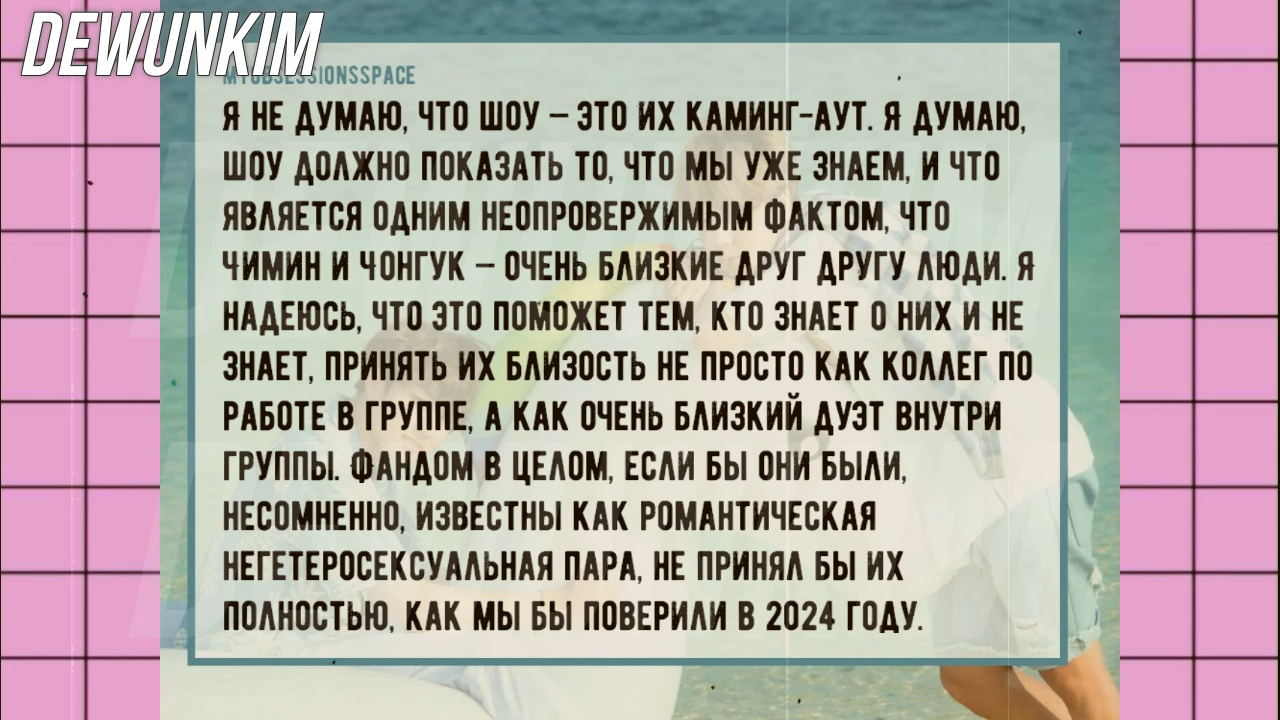 DEWUNKIM
MYOBSESSIONSSPACE
Я НЕ ДУМАЮ, ЧТО ШОУ – ЭТО ИХ КАМИНГ-АУТ. Я ДУМАЮ,
ШОУ ДОЛЖНО ПОКАЗАТЬ ТО, ЧТО МЫ УЖЕ ЗНАЕМ, И ЧТО
ЯВЛЯЕТСЯ ОДНИМ НЕОПРОВЕРЖИМЫМ ФАКТОМ, ЧТО
ЧИМИН И ЧОНГУК – ОЧЕНЬ БЛИЗКИЕ ДРУГ ДРУГУ ЛЮДИ. Я
НАДЕЮСЬ, ЧТО ЭТО ПОМОЖЕТ ТЕМ, КТО ЗНАЕТ О НИХ И НЕ
ЗНАЕТ, ПРИНЯТЬ ИХ БЛИЗОСТЬ НЕ ПРОСТО КАК КОЛЛЕГ ПО
РАБОТЕ В ГРУППЕ, А КАК ОЧЕНЬ БЛИЗКИЙ ДУЭТ ВНУТРИ
ГРУППЫ. ФАНДОМ В ЦЕЛОМ, ЕСЛИ БЫ ОНИ БЫЛИ,
НЕСОМНЕННО, ИЗВЕСТНЫ КАК РОМАНТИЧЕСКАЯ
НЕГЕТЕРОСЕКСУАЛЬНАЯ ПАРА, НЕ ПРИНЯЛ БЫ ИХ
ПОЛНОСТЬЮ, КАК МЫ БЫ ПОВЕРИЛИ В 2024 ГОДУ.